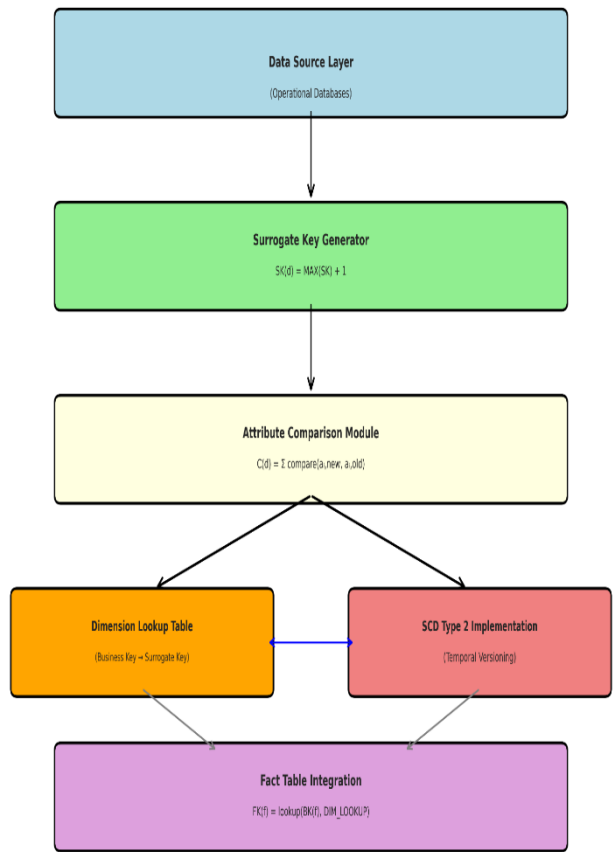 Data Source Layer
(Operational Databases)
Surrogate Key Generator
SK(d) = MAX(SK) + 1
Attribute Comparison Module
C(d) = Σ compare(aᵢ,new, aᵢ,old)
Dimension Lookup Table
SCD Type 2 Implementation
(Business Key → Surrogate Key)
(Temporal Versioning)
Fact Table Integration
FK(f) = lookup(BK(f), DIM_LOOKUP)